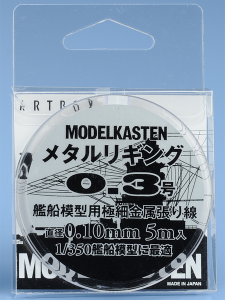 ARTBOX
MODELKASTEN
メタルリギング
0.3号
艦船模型用極細金属張り線
直径0.10mm 5m入
1/350艦船模型に最適
MODELKASTEN
MADE IN JAPAN